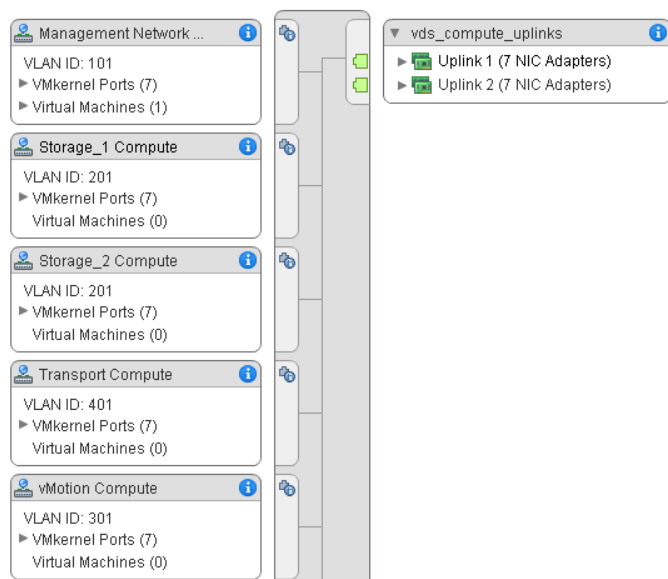 Management Network ...
VLAN ID: 101
VMkernel Ports (7)
Virtual Machines (1)
Storage_1 Compute
VLAN ID: 201
VMkernel Ports (7)
Virtual Machines (0)
Storage_2 Compute
VLAN ID: 201
VMkernel Ports (7)
Virtual Machines (0)
Transport Compute
VLAN ID: 401
VMkernel Ports (7)
Virtual Machines (0)
vMotion Compute
VLAN ID: 301
VMkernel Ports (7)
Virtual Machines (0)
vds_compute_uplinks
Uplink 1 (7 NIC Adapters)
Uplink 2 (7 NIC Adapters)